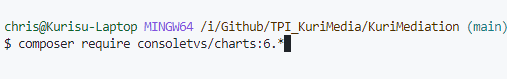 chris@Kurisu-Laptop MINGW64 /i/Github/TPI_KuriMedia/KuriMediation (main)
$ composer require consoletvs/charts:6.*